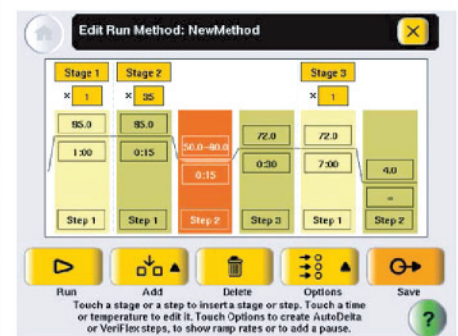 Edit Run Method: NewMethod
Stage 1 Stage 2 Stage 3
× 1 × 35 × 1
95.0 95.0 50.0-60.0 72.0 72.0 4.0
1:00 0:15 0:15 0:30 7:00 ∞
Step 1 Step 1 Step 2 Step 3 Step 1 Step 2
Run Add Delete Options Save
Touch a stage or a step to insert a stage or step. Touch a time
or temperature to edit it. Touch Options to create AutoDelta
or VeriFlex steps, to show ramp rates or to add a pause.
?